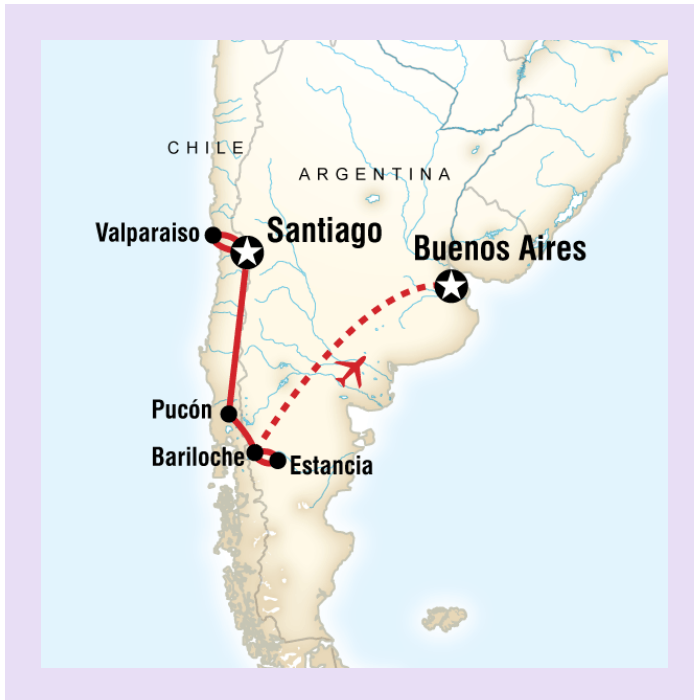 CHILE
ARGENTINA
Valparaiso
Santiago
Buenos Aires
Pucón
Bariloche
Estancia